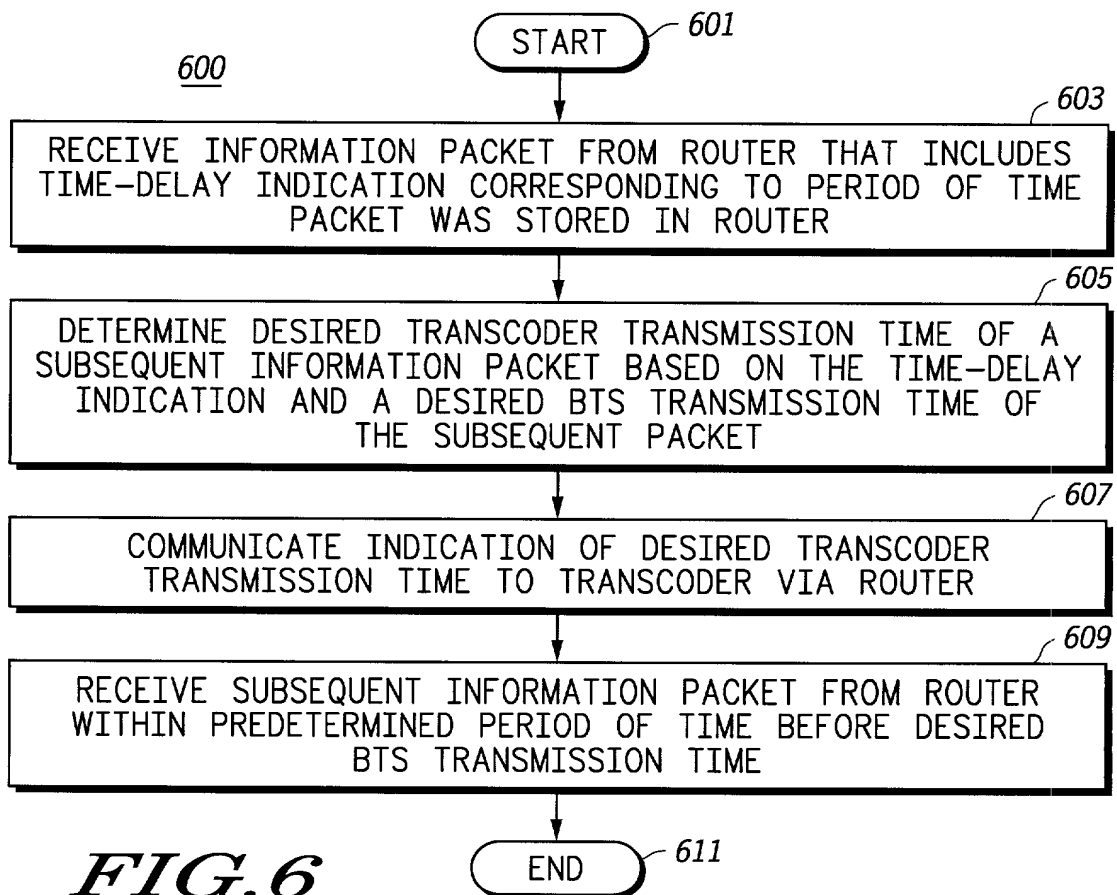 START
601
600
603
RECEIVE INFORMATION PACKET FROM ROUTER THAT INCLUDES
TIME-DELAY INDICATION CORRESPONDING TO PERIOD OF TIME
PACKET WAS STORED IN ROUTER
605
DETERMINE DESIRED TRANSCODER TRANSMISSION TIME OF A
SUBSEQUENT INFORMATION PACKET BASED ON THE TIME-DELAY
INDICATION AND A DESIRED BTS TRANSMISSION TIME OF
THE SUBSEQUENT PACKET
607
COMMUNICATE INDICATION OF DESIRED TRANSCODER
TRANSMISSION TIME TO TRANSCODER VIA ROUTER
609
RECEIVE SUBSEQUENT INFORMATION PACKET FROM ROUTER
WITHIN PREDETERMINED PERIOD OF TIME BEFORE DESIRED
BTS TRANSMISSION TIME
END
611
FIG.6